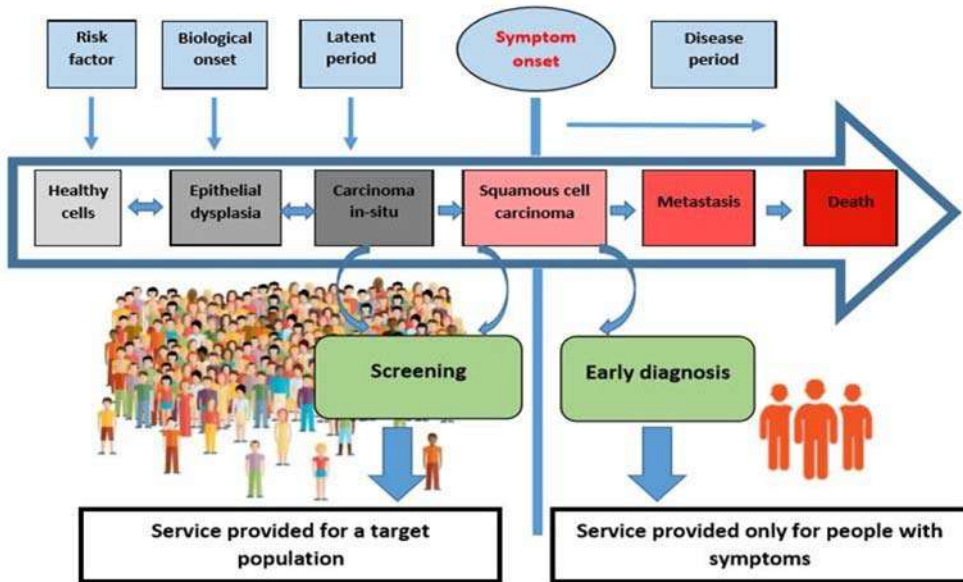 Risk
factor
Biological
onset
Latent
period
Symptom
onset
Disease
period
Healthy
cells
Epithelial
dysplasia
Carcinoma
in-situ
Squamous cell
carcinoma
Metastasis
Death
Screening
Early diagnosis
Service provided for a target
population
Service provided only for people with
symptoms